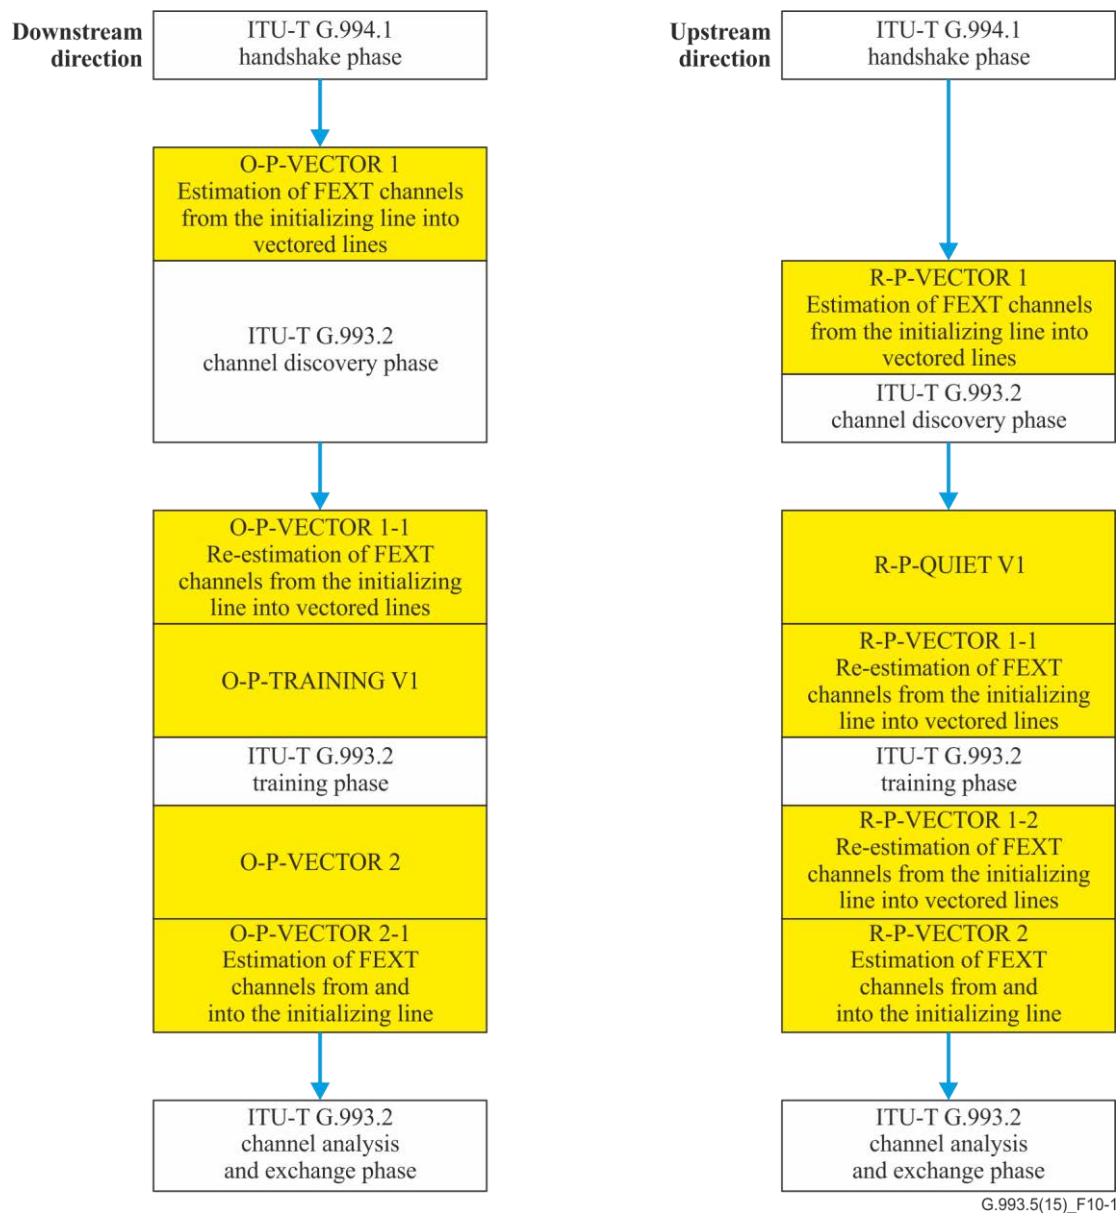 Downstream
direction
ITU-T G.994.1
handshake phase
O-P-VECTOR 1
Estimation of FEXT channels
from the initializing line into
vectored lines
ITU-T G.993.2
channel discovery phase
O-P-VECTOR 1-1
Re-estimation of FEXT
channels from the initializing
line into vectored lines
O-P-TRAINING V1
ITU-T G.993.2
training phase
O-P-VECTOR 2
O-P-VECTOR 2-1
Estimation of FEXT
channels from and
into the initializing line
ITU-T G.993.2
channel analysis
and exchange phase
Upstream
direction
ITU-T G.994.1
handshake phase
R-P-VECTOR 1
Estimation of FEXT channels
from the initializing line into
vectored lines
ITU-T G.993.2
channel discovery phase
R-P-QUIET V1
R-P-VECTOR 1-1
Re-estimation of FEXT
channels from the initializing
line into vectored lines
ITU-T G.993.2
training phase
R-P-VECTOR 1-2
Re-estimation of FEXT
channels from the initializing
line into vectored lines
R-P-VECTOR 2
Estimation of FEXT
channels from and
into the initializing line
ITU-T G.993.2
channel analysis
and exchange phase
G.993.5(15)_F10-1